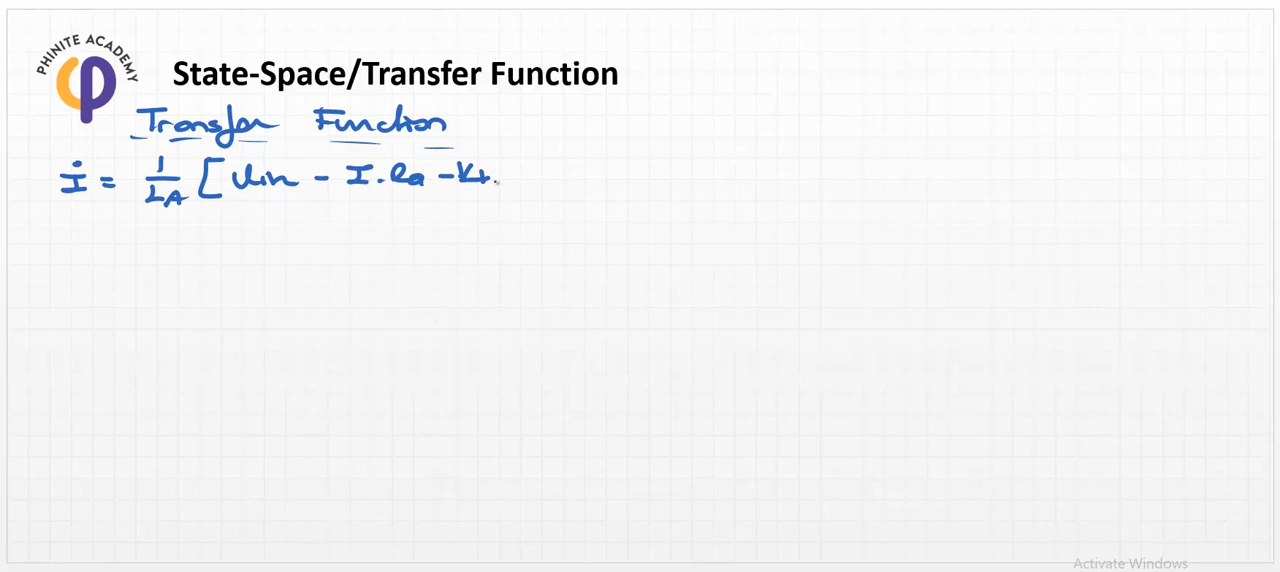 PHINITE ACADEMY
State-Space/Transfer Function
Transfer Function
İ = 1/LA [Vin - I.Ra - Kt.
Activate Windows